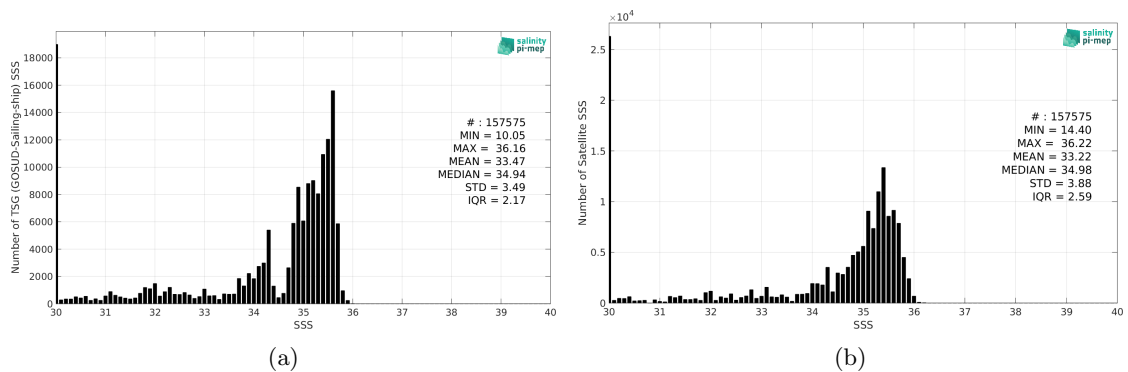 salinity
pi-mep
Number of TSG (GOSUD-Sailing-ship) SSS
18000
16000
14000
12000
10000
8000
6000
4000
2000
0
# : 157575
MIN = 10.05
MAX = 36.16
MEAN = 33.47
MEDIAN = 34.94
STD = 3.49
IQR = 2.17
30 31 32 33 34 35 36 37 38 39 40
SSS
(a)
×10⁴
salinity
pi-mep
Number of Satellite SSS
2.5
2
1.5
1
0.5
0
# : 157575
MIN = 14.40
MAX = 36.22
MEAN = 33.22
MEDIAN = 34.98
STD = 3.88
IQR = 2.59
30 31 32 33 34 35 36 37 38 39 40
SSS
(b)